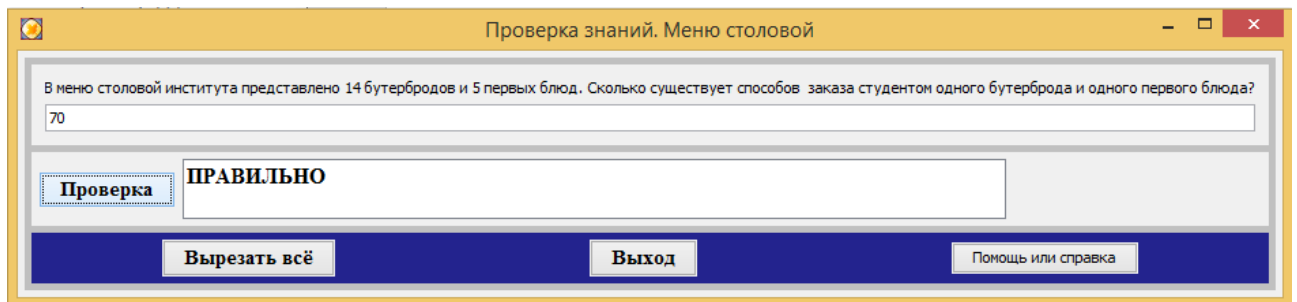 Проверка знаний. Меню столовой
В меню столовой института представлено 14 бутербродов и 5 первых блюд. Сколько существует способов заказа студентом одного бутерброда и одного первого блюда?
70
Проверка
ПРАВИЛЬНО
Вырезать всё
Выход
Помощь или справка